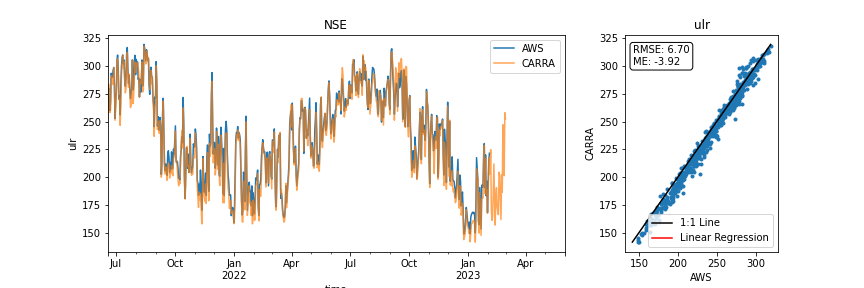 NSE
ulr
325
300
275
250
225
200
175
150
ulr
AWS
CARRA
Jul
Oct
Jan
2022
Apr
Jul
Oct
Jan
2023
Apr
time
325
300
275
250
225
200
175
150
CARRA
RMSE: 6.70
ME: -3.92
1:1 Line
Linear Regression
150
200
250
300
AWS